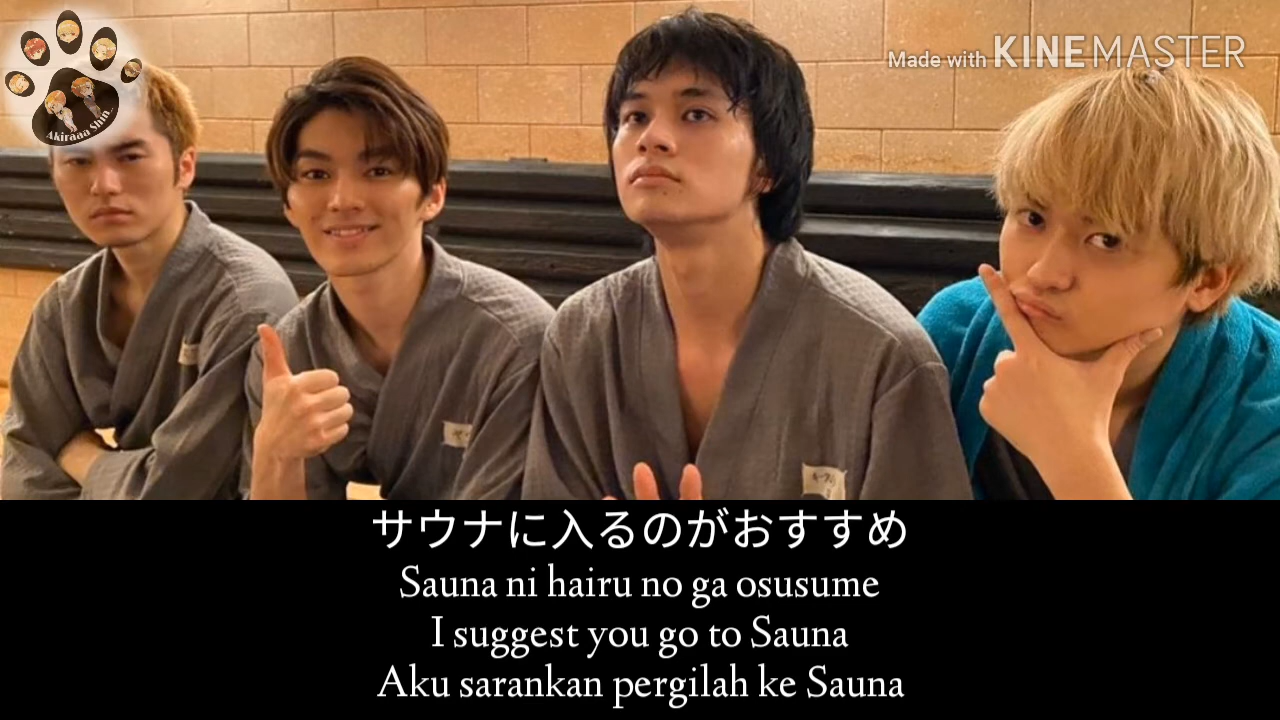 Akiraaa Shin.
Made with KINEMASTER
サウナに入るのがおすすめ
Sauna ni hairu no ga osusume
I suggest you go to Sauna
Aku sarankan pergilah ke Sauna